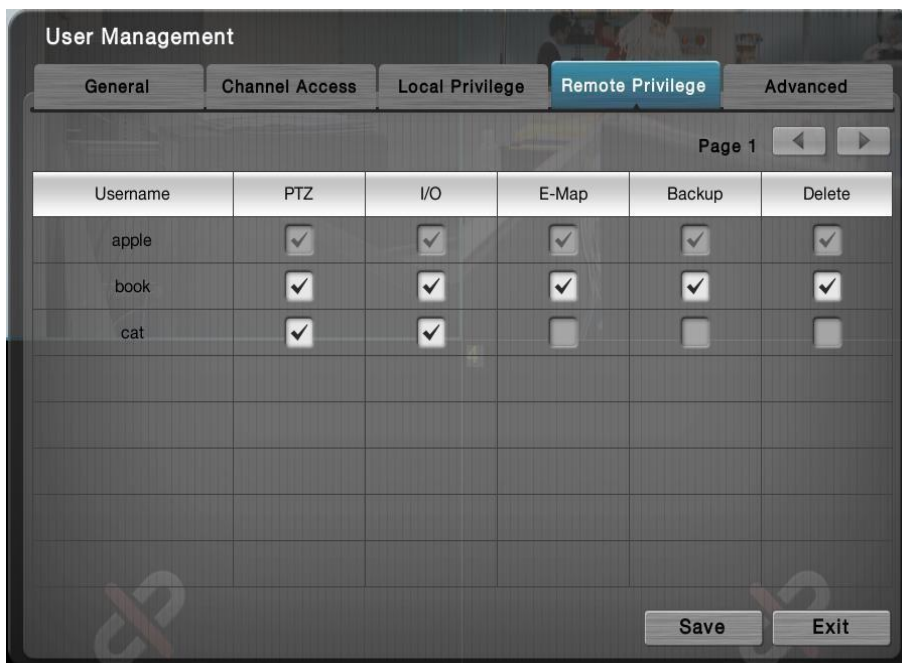 User Management
General Channel Access Local Privilege Remote Privilege Advanced
Page 1
Username PTZ I/O E-Map Backup Delete
apple
book
cat
4
Save Exit